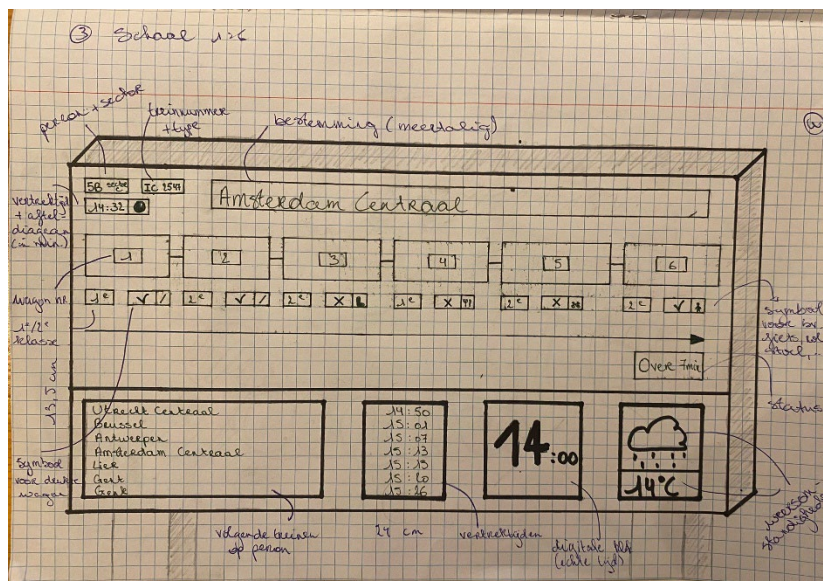 ③ Schaal 1:6
perron + sector
treinnummer + type
bestemming (meertalig)
5B sector
IC 2547
14:32
Amsterdam Centraal
vertrektijd
+ aftel-
diagram
(in min.)
1 2 3 4 5 6
1e √ / 2e √ / 2e X 1e X 2e X 2e √
wagon nr.
1e/2e
klasse
symbool
voor bv.
fiets, rol
stoel, ..
Over 7min
status
13,5 cm
Utrecht Centraal
Brussel
Antwerpen
Amsterdam Centraal
Lier
Gent
Genk
14:50
15:01
15:07
15:13
15:15
15:20
15:26
14:00
14°C
symbool
voor drukte
wagon
volgende treinen
op perron
24 cm
vertrektijden
digitale klok
(echte tijd)
weersom-
standigheden